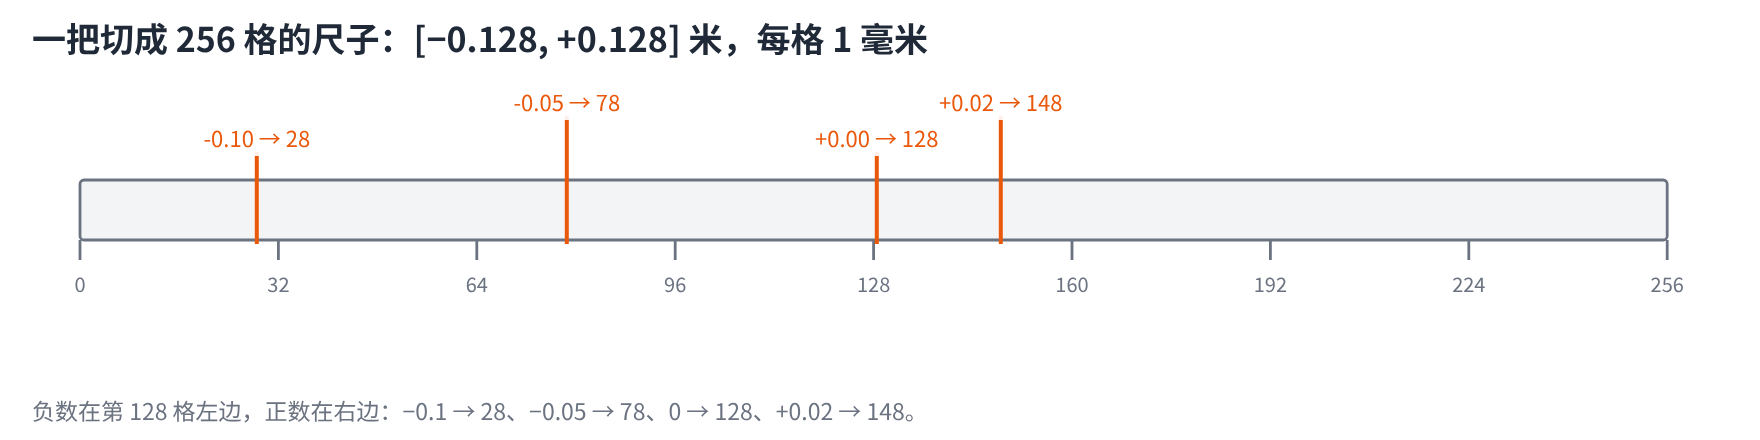 一把切成 256 格的尺子：[−0.128, +0.128] 米，每格 1 毫米
-0.05 → 78
+0.02 → 148
-0.10 → 28
+0.00 → 128
0 32 64 96 128 160 192 224 256
负数在第 128 格左边，正数在右边：−0.1 → 28、−0.05 → 78、0 → 128、+0.02 → 148。